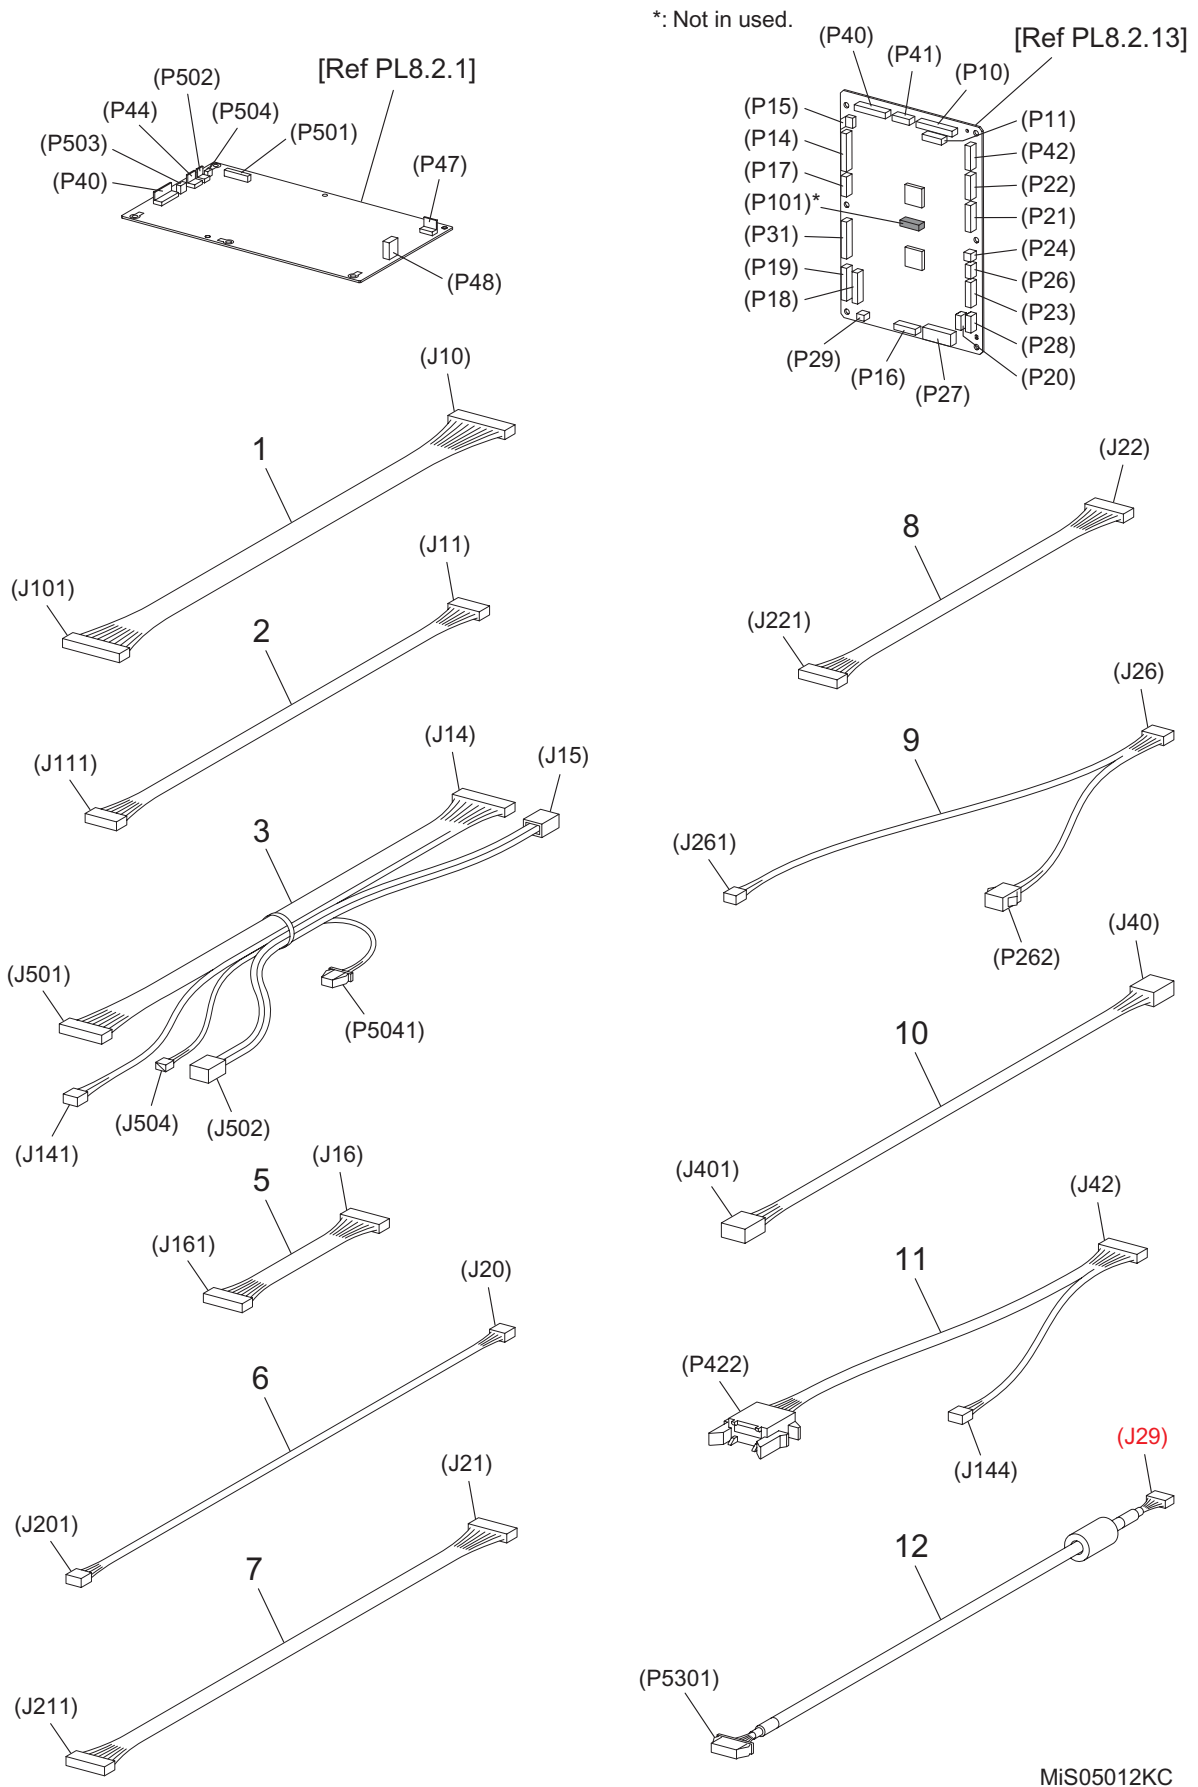 *: Not in used.
[Ref PL8.2.1]
(P502)
(P44)
(P504)
(P503)
(P501)
(P40)
(P47)
(P48)
[Ref PL8.2.13]
(P40)
(P41)
(P10)
(P15)
(P11)
(P14)
(P42)
(P17)
(P22)
(P101)*
(P21)
(P31)
(P24)
(P19)
(P26)
(P18)
(P23)
(P28)
(P29)
(P16)
(P27)
(P20)
(J10)
1
(J101)
(J11)
2
(J111)
(J14)
(J15)
3
(J501)
(P5041)
(J504)
(J502)
(J141)
(J16)
5
(J161)
(J20)
6
(J201)
(J21)
7
(J211)
(J22)
8
(J221)
(J26)
9
(J261)
(P262)
(J40)
10
(J401)
(J42)
11
(P422)
(J144)
(J29)
12
(P5301)
MiS05012KC